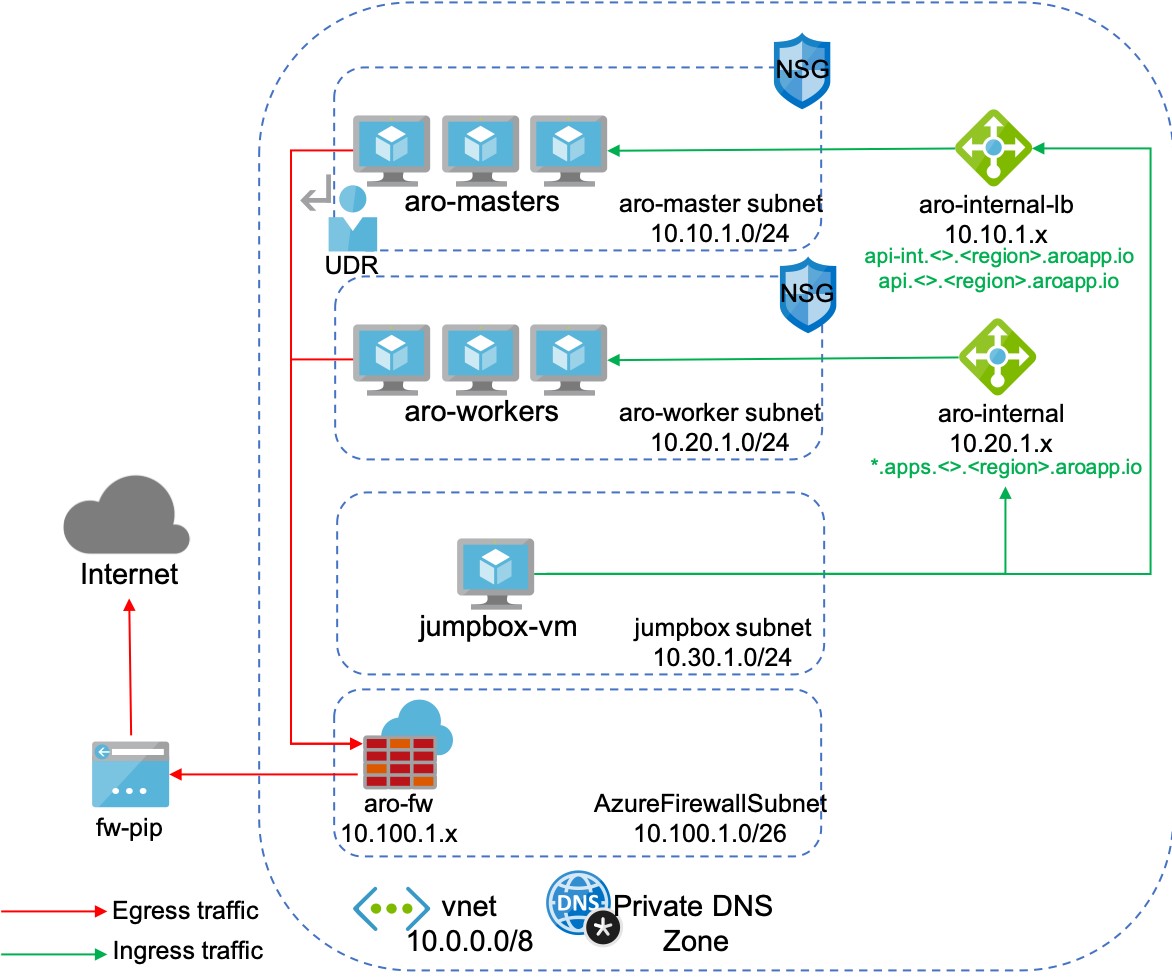 NSG
aro-masters
aro-master subnet
10.10.1.0/24
aro-internal-lb
10.10.1.x
api-int.<>.<region>.aroapp.io
api.<>.<region>.aroapp.io
UDR
NSG
aro-workers
aro-worker subnet
10.20.1.0/24
aro-internal
10.20.1.x
*.apps.<>.<region>.aroapp.io
Internet
jumpbox-vm
jumpbox subnet
10.30.1.0/24
fw-pip
aro-fw
10.100.1.x
AzureFirewallSubnet
10.100.1.0/26
Egress traffic
Ingress traffic
vnet
10.0.0.0/8
DNS
Private DNS
Zone